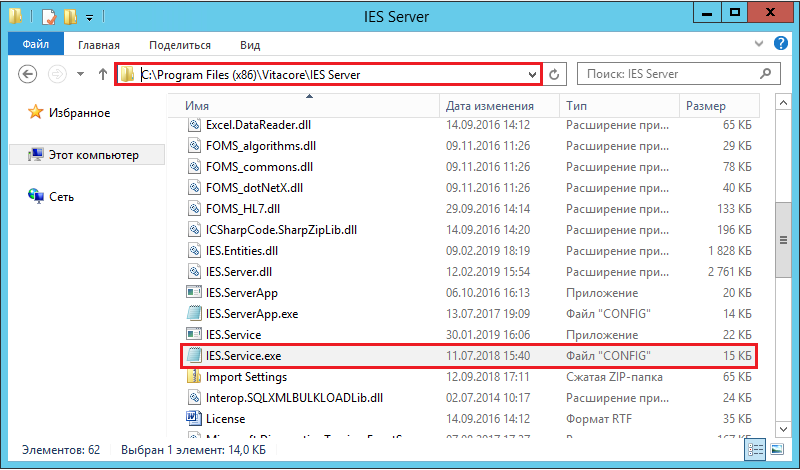 IES Server
Файл Главная Поделиться Вид
C:\Program Files (x86)\Vitacore\IES Server Поиск: IES Server
Избранное
Этот компьютер
Сеть
Имя Дата изменения Тип Размер
Excel.DataReader.dll 14.09.2016 14:12 Расширение при... 65 КБ
FOMS_algorithms.dll 09.11.2016 11:26 Расширение при... 29 КБ
FOMS_commons.dll 09.11.2016 11:26 Расширение при... 78 КБ
FOMS_dotNetX.dll 09.11.2016 11:26 Расширение при... 40 КБ
FOMS_HL7.dll 29.09.2016 14:14 Расширение при... 133 КБ
ICSharpCode.SharpZipLib.dll 14.09.2016 14:20 Расширение при... 196 КБ
IES.Entities.dll 09.02.2019 18:19 Расширение при... 1 828 КБ
IES.Server.dll 12.02.2019 15:54 Расширение при... 2 761 КБ
IES.ServerApp 06.10.2016 16:13 Приложение 20 КБ
IES.ServerApp.exe 13.07.2017 19:09 Файл "CONFIG" 14 КБ
IES.Service 30.01.2019 16:06 Приложение 22 КБ
IES.Service.exe 11.07.2018 15:40 Файл "CONFIG" 15 КБ
Import Settings 12.09.2018 17:11 Сжатая ZIP-папка 65 КБ
Interop.SQLXMLBULKLOADLib.dll 02.07.2014 10:17 Расширение при... 24 КБ
License 14.09.2016 14:12 Формат RTF 35 КБ
Элементов: 62 Выбран 1 элемент: 14,0 КБ